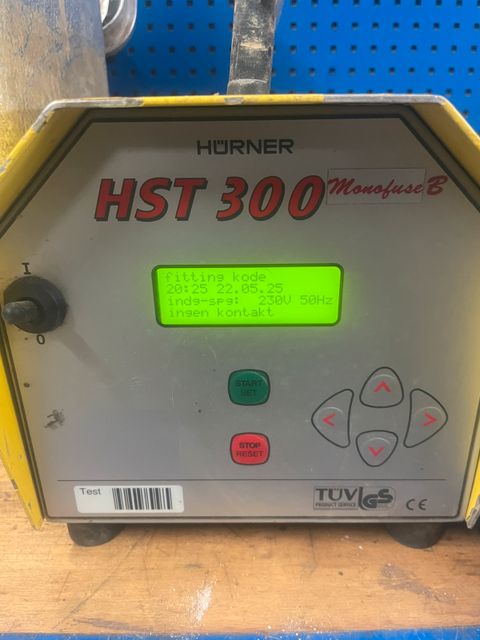 HÜRNER
HST 300 Monofuse B
fitting kode
20:25 22.05.25
indg-spg: 230V 50Hz
ingen kontakt
I
0
START
SET
STOP
RESET
Test
TÜV GS
PRODUCT SERVICE
CE